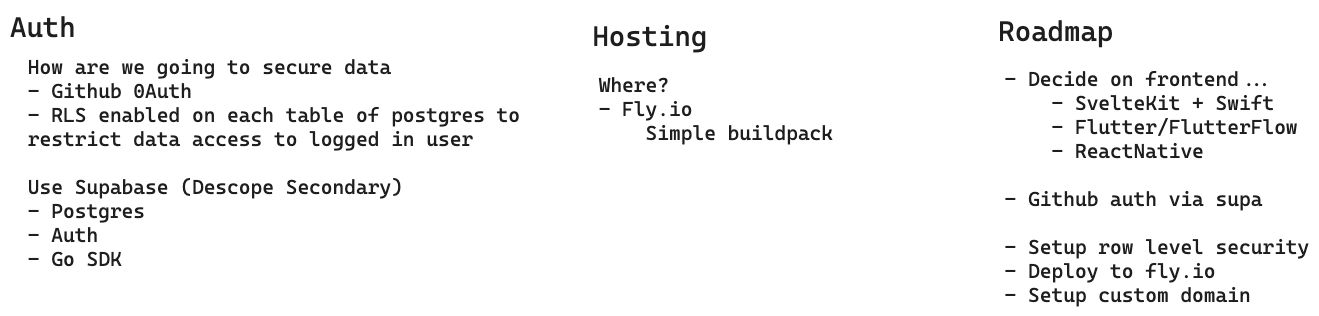 Auth
How are we going to secure data
- Github 0Auth
- RLS enabled on each table of postgres to
restrict data access to logged in user
Use Supabase (Descope Secondary)
- Postgres
- Auth
- Go SDK
Hosting
Where?
- Fly.io
Simple buildpack
Roadmap
- Decide on frontend...
- SvelteKit + Swift
- Flutter/FlutterFlow
- ReactNative
- Github auth via supa
- Setup row level security
- Deploy to fly.io
- Setup custom domain